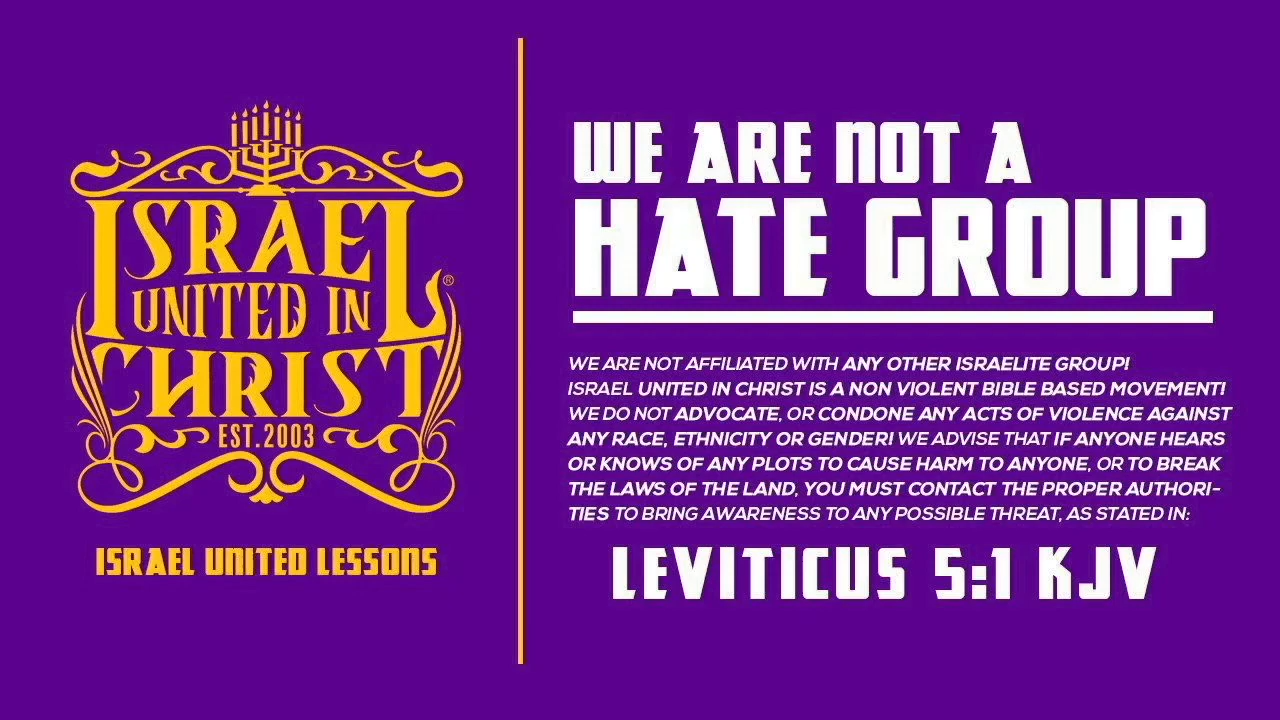 ISRAEL
UNITED IN
CHRIST
EST.2003
®
ISRAEL UNITED LESSONS
WE ARE NOT A
HATE GROUP
WE ARE NOT AFFILIATED WITH ANY OTHER ISRAELITE GROUP!
ISRAEL UNITED IN CHRIST IS A NON VIOLENT BIBLE BASED MOVEMENT!
WE DO NOT ADVOCATE, OR CONDONE ANY ACTS OF VIOLENCE AGAINST
ANY RACE, ETHNICITY OR GENDER! WE ADVISE THAT IF ANYONE HEARS
OR KNOWS OF ANY PLOTS TO CAUSE HARM TO ANYONE, OR TO BREAK
THE LAWS OF THE LAND, YOU MUST CONTACT THE PROPER AUTHORI-
TIES TO BRING AWARENESS TO ANY POSSIBLE THREAT, AS STATED IN:
LEVITICUS 5:1 KJV